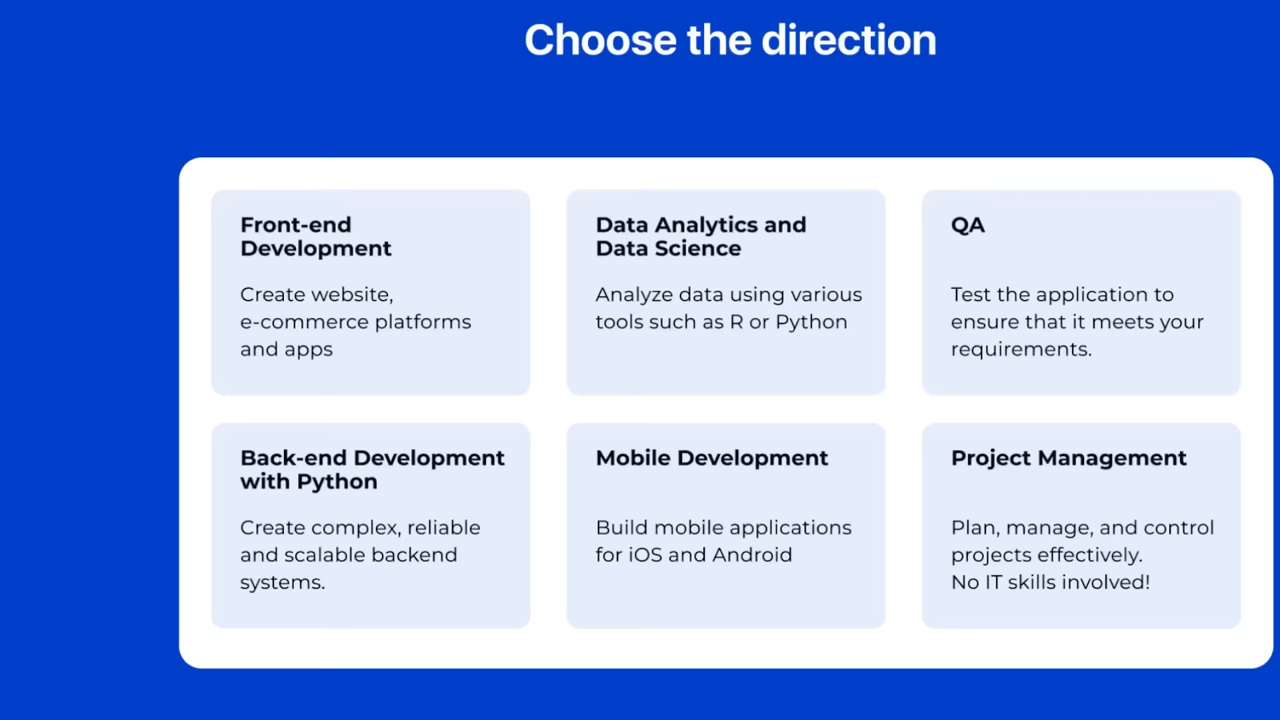 Choose the direction
Front-end
Development
Create website,
e-commerce platforms
and apps
Data Analytics and
Data Science
Analyze data using various
tools such as R or Python
QA
Test the application to
ensure that it meets your
requirements.
Back-end Development
with Python
Create complex, reliable
and scalable backend
systems.
Mobile Development
Build mobile applications
for iOS and Android
Project Management
Plan, manage, and control
projects effectively.
No IT skills involved!